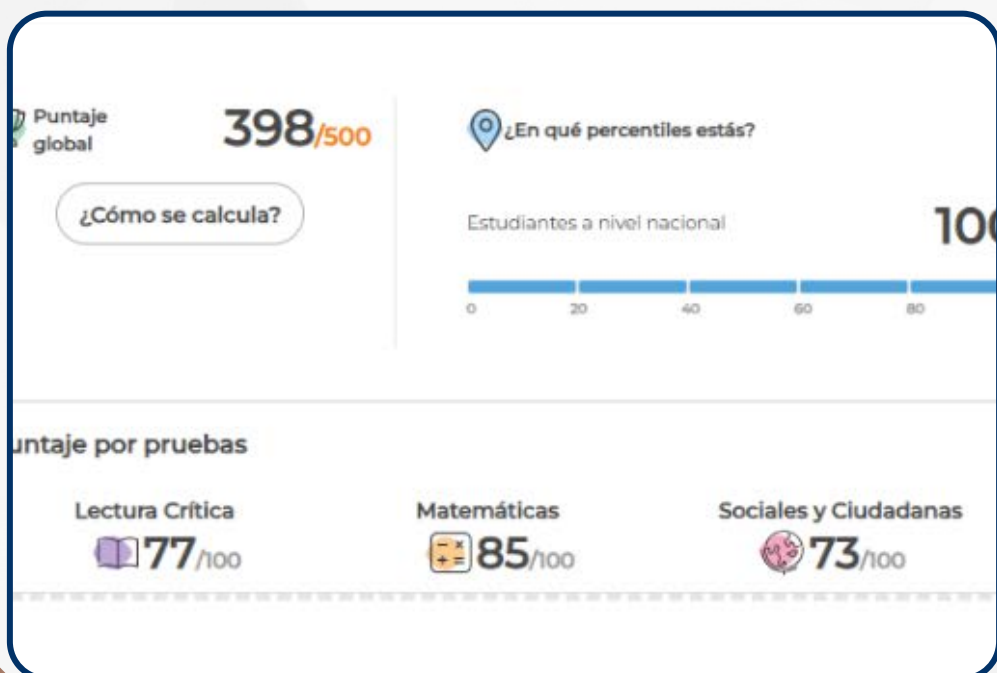 Puntaje
global
398/500
¿Cómo se calcula?
¿En qué percentiles estás?
Estudiantes a nivel nacional
0 20 40 60 80
untaje por pruebas
Lectura Crítica
77/100
Matemáticas
85/100
Sociales y Ciudadanas
73/100